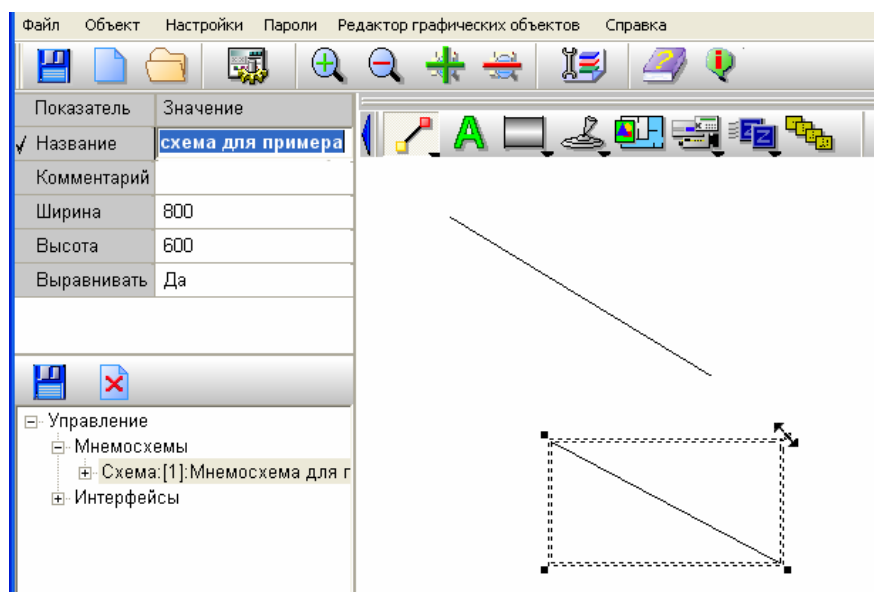 Файл Объект Настройки Пароли Редактор графических объектов Справка
Показатель Значение
Название схема для примера
Комментарий
Ширина 800
Высота 600
Выравнивать Да
Управление
Мнемосхемы
Схема:[1]:Мнемосхема для г
Интерфейсы